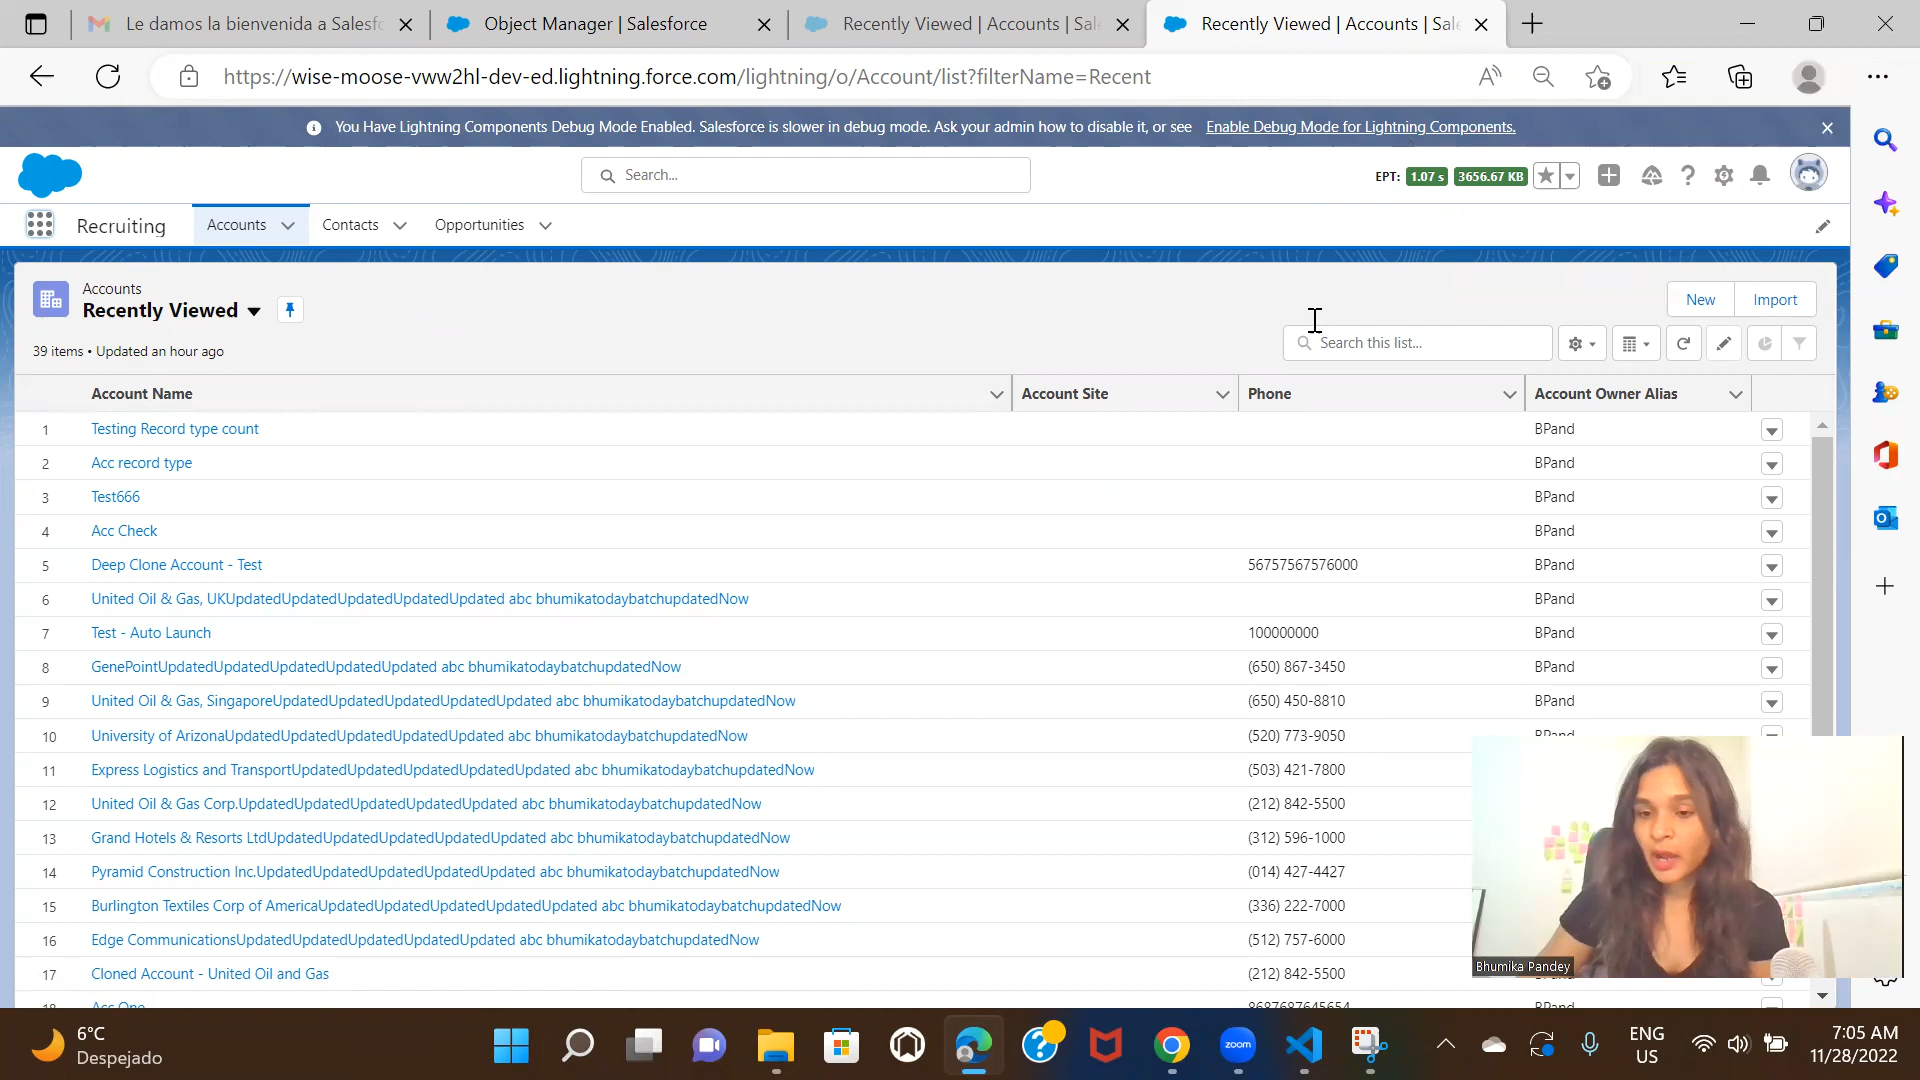 Le damos la bienvenida a Salesfo
Object Manager | Salesforce
Recently Viewed | Accounts | Sale
Recently Viewed | Accounts | Sale
https://wise-moose-vww2hl-dev-ed.lightning.force.com/lightning/o/Account/list?filterName=Recent
You Have Lightning Components Debug Mode Enabled. Salesforce is slower in debug mode. Ask your admin how to disable it, or see Enable Debug Mode for Lightning Components.
Search...
EPT: 1.07 s 3656.67 KB
Recruiting Accounts Contacts Opportunities
Accounts
Recently Viewed
New Import
39 items • Updated an hour ago
Search this list...
Account Name Account Site Phone Account Owner Alias
1 Testing Record type count BPand
2 Acc record type BPand
3 Test666 BPand
4 Acc Check BPand
5 Deep Clone Account - Test 56757567576000 BPand
6 United Oil & Gas, UKUpdatedUpdatedUpdatedUpdatedUpdated abc bhumikatodaybatchupdatedNow BPand
7 Test - Auto Launch 100000000 BPand
8 GenePointUpdatedUpdatedUpdatedUpdatedUpdated abc bhumikatodaybatchupdatedNow (650) 867-3450 BPand
9 United Oil & Gas, SingaporeUpdatedUpdatedUpdatedUpdatedUpdated abc bhumikatodaybatchupdatedNow (650) 450-8810 BPand
10 University of ArizonaUpdatedUpdatedUpdatedUpdatedUpdated abc bhumikatodaybatchupdatedNow (520) 773-9050 BPand
11 Express Logistics and TransportUpdatedUpdatedUpdatedUpdatedUpdated abc bhumikatodaybatchupdatedNow (503) 421-7800
12 United Oil & Gas Corp.UpdatedUpdatedUpdatedUpdatedUpdated abc bhumikatodaybatchupdatedNow (212) 842-5500
13 Grand Hotels & Resorts LtdUpdatedUpdatedUpdatedUpdatedUpdated abc bhumikatodaybatchupdatedNow (312) 596-1000
14 Pyramid Construction Inc.UpdatedUpdatedUpdatedUpdatedUpdated abc bhumikatodaybatchupdatedNow (014) 427-4427
15 Burlington Textiles Corp of AmericaUpdatedUpdatedUpdatedUpdatedUpdated abc bhumikatodaybatchupdatedNow (336) 222-7000
16 Edge CommunicationsUpdatedUpdatedUpdatedUpdatedUpdated abc bhumikatodaybatchupdatedNow (512) 757-6000
Bhumika Pandey
17 Cloned Account - United Oil and Gas (212) 842-5500
18 Acc One 8687687645654 BPand
6°C
Despejado
zoom
ENG
US
7:05 AM
11/28/2022